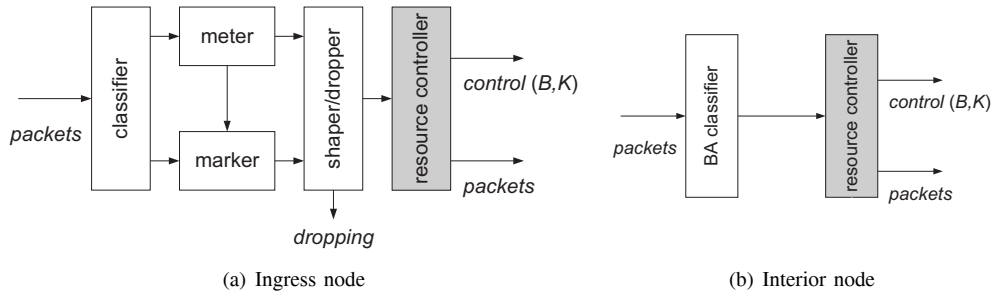 packets
classifier
meter
marker
shaper/dropper
dropping
resource controller
control (B,K)
packets
(a) Ingress node
packets
BA classifier
resource controller
control (B,K)
packets
(b) Interior node